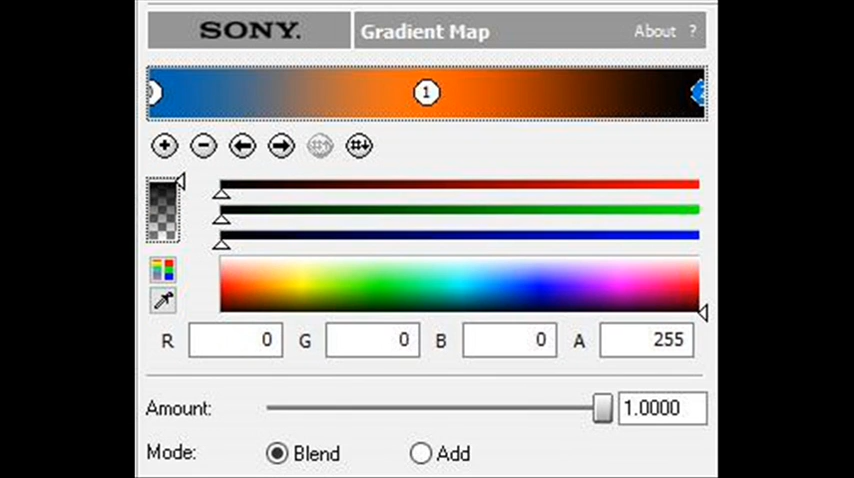 SONY. Gradient Map About ?
1
R 0 G 0 B 0 A 255
Amount: 1.0000
Mode: Blend Add